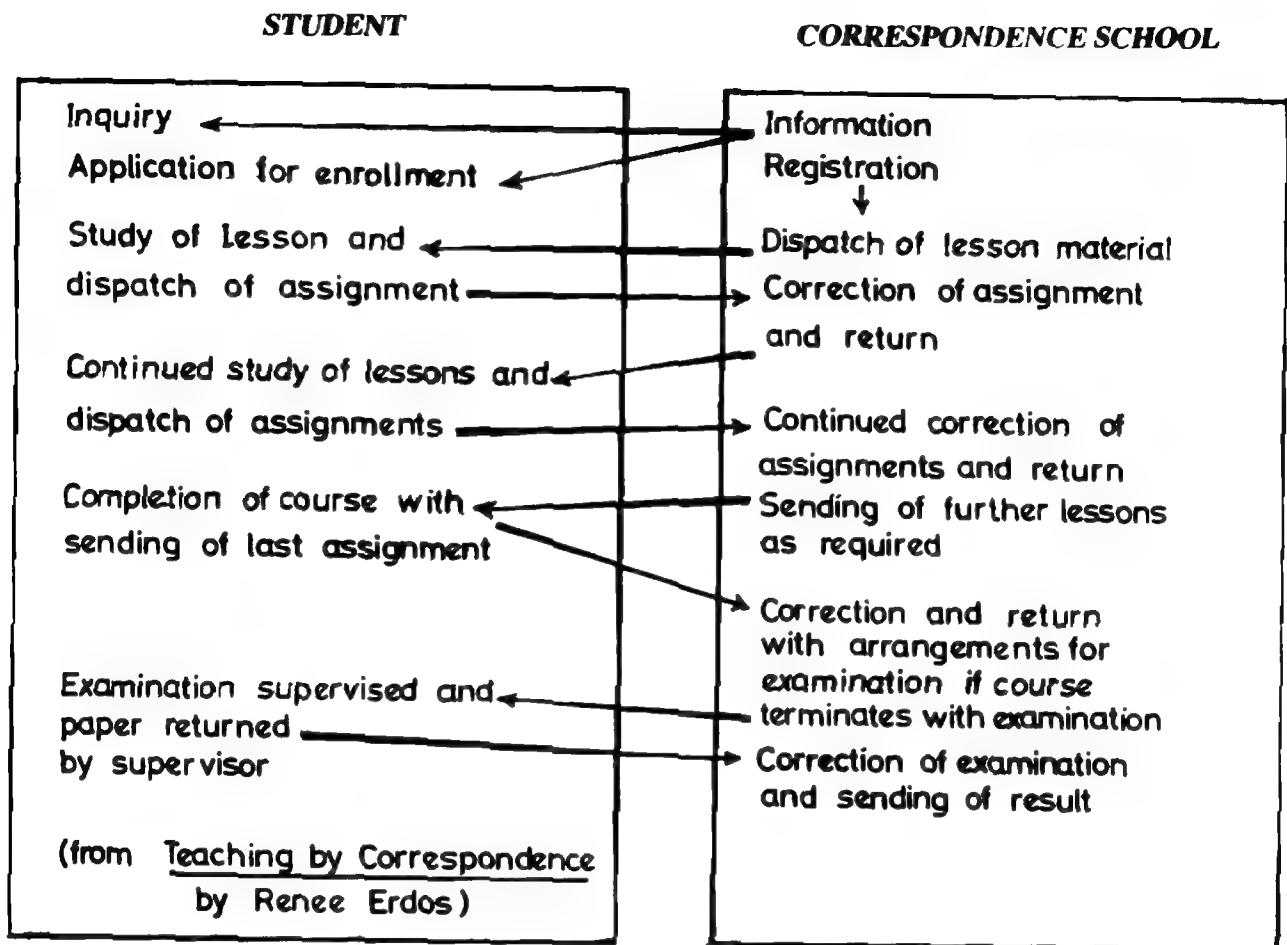 STUDENT
CORRESPONDENCE SCHOOL
Inquiry
Application for enrollment
Study of Lesson and
dispatch of assignment
Continued study of lessons and
dispatch of assignments
Completion of course with
sending of last assignment
Examination supervised and
paper returned
by supervisor
(from Teaching by Correspondence
by Renee Erdos)
Information
Registration
Dispatch of lesson material
Correction of assignment
and return
Continued correction of
assignments and return
Sending of further lessons
as required
Correction and return
with arrangements for
examination if course
terminates with examination
Correction of examination
and sending of result